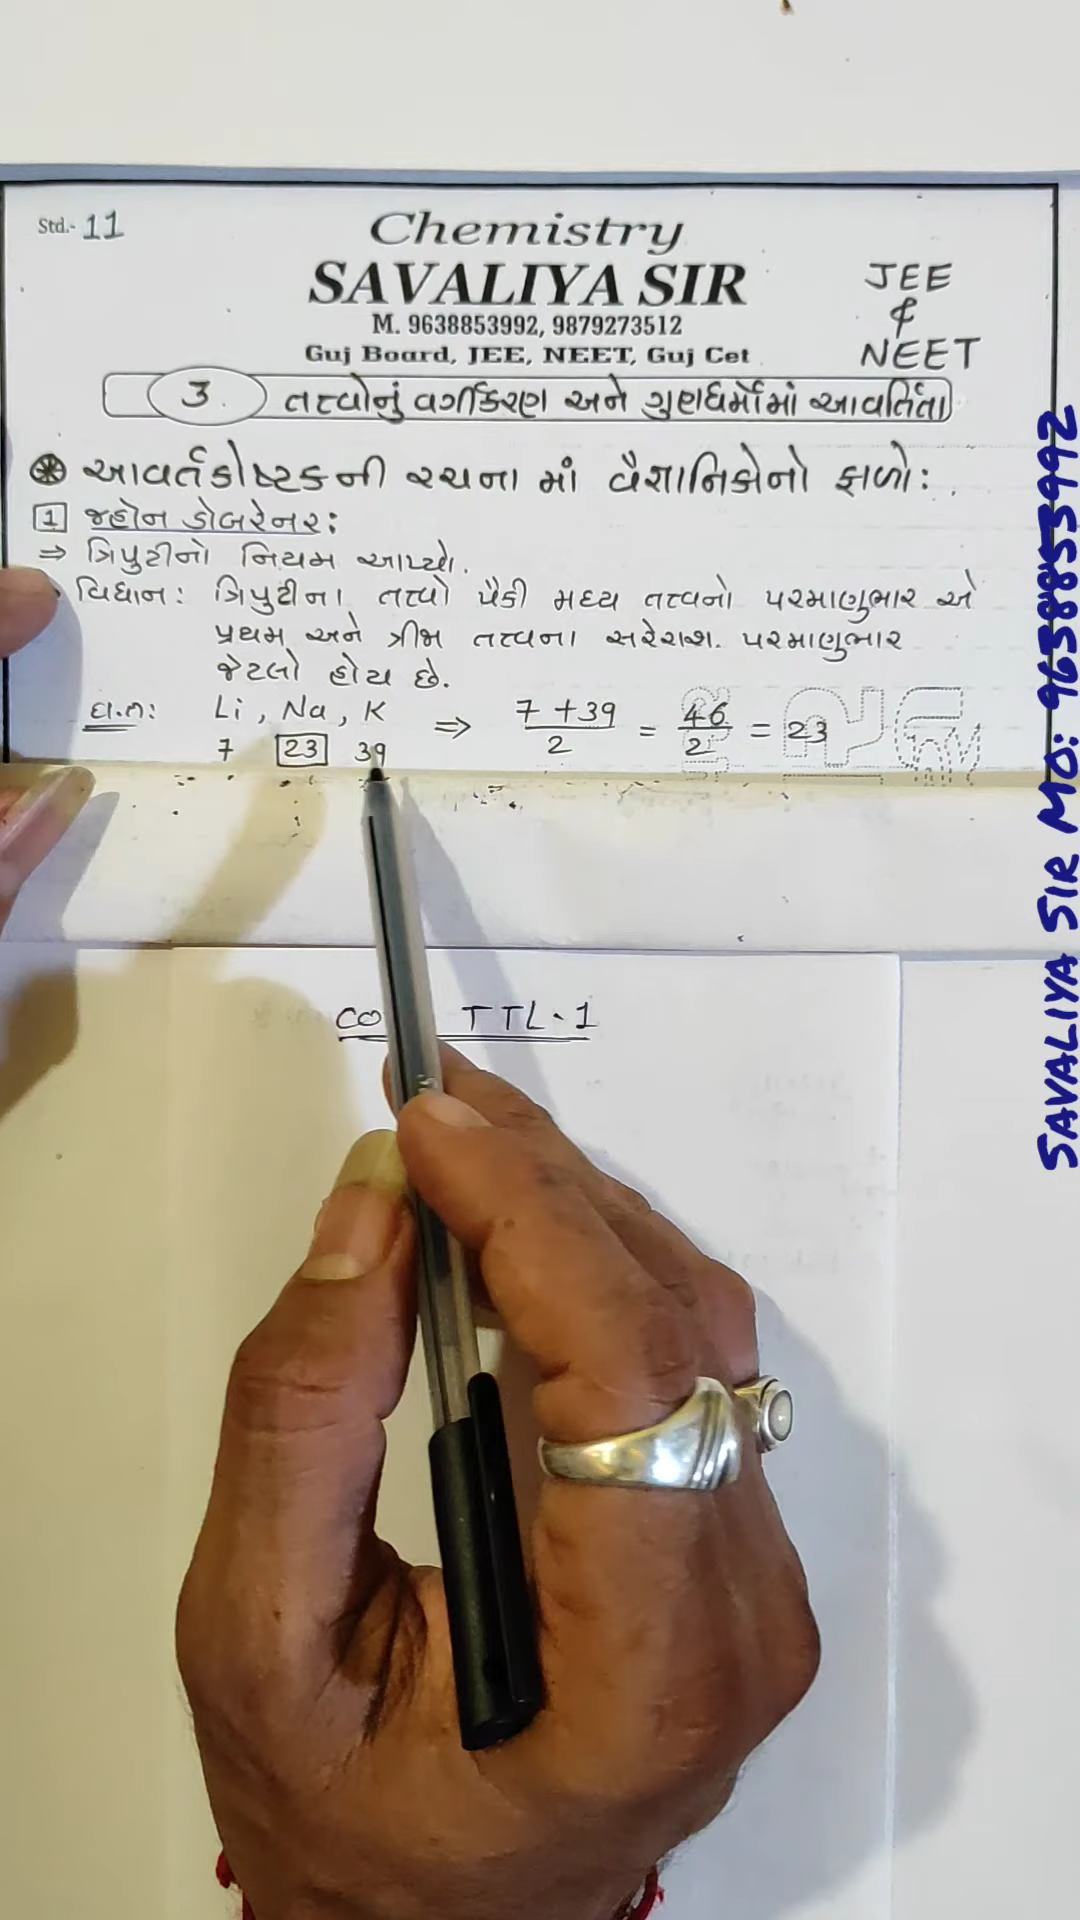 Std.- 11
Chemistry
SAVALIYA SIR
M. 9638853992, 9879273512
Guj Board, JEE, NEET, Guj Cet
JEE
&
NEET
3. તત્ત્વોનું વર્ગીકરણ અને ગુણધર્મોમાં આવર્તિતા
આવર્તકોષ્ટકની રચના માં વૈજ્ઞાનિકોનો ફાળો:
1 જ્હોન ડોબરેનર:
⇒ ત્રિપુટીનો નિયમ આપ્યો.
વિધાન: ત્રિપુટીના તત્ત્વો પૈકી મધ્ય તત્ત્વનો પરમાણુભાર એ
પ્રથમ અને ત્રીજા તત્ત્વના સરેરાશ પરમાણુભાર
જેટલો હોય છે.
દા.ત: Li, Na, K ⇒ 7 + 39 / 2 = 46 / 2 = 23
7 23 39
TTL-1
SAVALIYA SIR MO: 9638853992